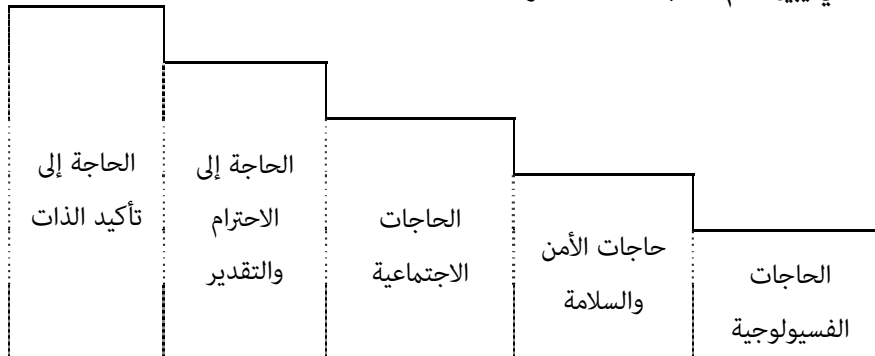 الحاجات
الفسيولوجية
حاجات الأمن
والسلامة
الحاجات
الاجتماعية
الحاجة إلى
الاحترام
والتقدير
الحاجة إلى
تأكيد الذات